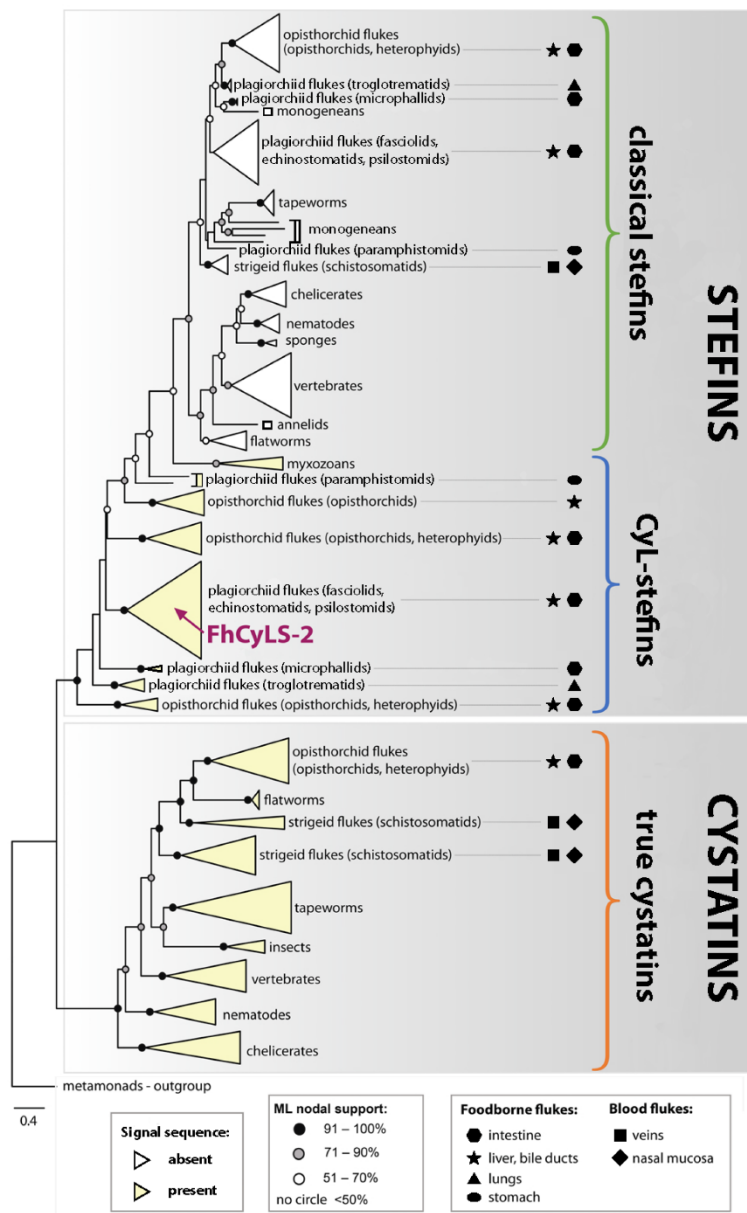 opisthorchid flukes
(opisthorchids, heterophyids)
plagiorchid flukes (troglotrematids)
plagiorchiid flukes (microphallids)
monogeneans
plagiorchiid flukes (fasciolids,
echinostomatids, psilostomids)
tapeworms
monogeneans
plagiorchiid flukes (paramphistomids)
strigeid flukes (schistosomatids)
chelicerates
nematodes
sponges
vertebrates
annelids
flatworms
classical stefins
STEFINS
myxozoans
plagiorchiid flukes (paramphistomids)
opisthorchid flukes (opisthorchids)
opisthorchid flukes (opisthorchids, heterophyids)
plagiorchiid flukes (fasciolids,
echinostomatids, psilostomids)
FhCyLS-2
plagiorchiid flukes (microphallids)
plagiorchiid flukes (troglotrematids)
opisthorchid flukes (opisthorchids, heterophyids)
CyL-stefins
opisthorchid flukes
(opisthorchids, heterophyids)
flatworms
strigeid flukes (schistosomatids)
strigeid flukes (schistosomatids)
tapeworms
insects
vertebrates
nematodes
chelicerates
true cystatins
CYSTATINS
metamonads - outgroup
0.4
Signal sequence:
absent
present
ML nodal support:
91 – 100%
71 – 90%
51 – 70%
no circle <50%
Foodborne flukes:
intestine
liver, bile ducts
lungs
stomach
Blood flukes:
veins
nasal mucosa